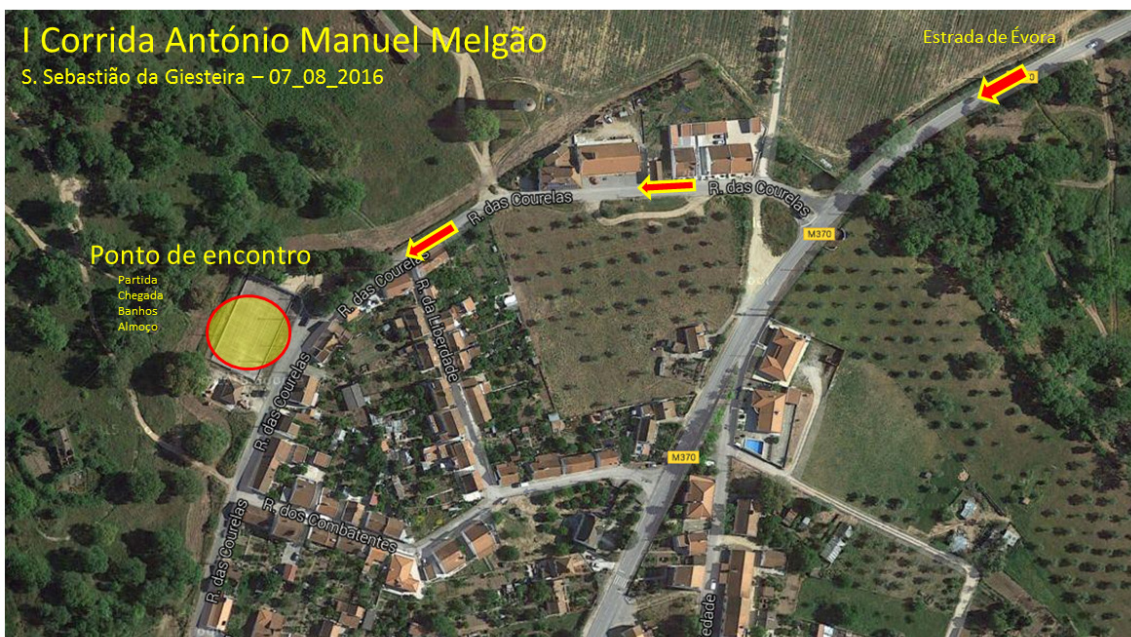 I Corrida António Manuel Melgão
S. Sebastião da Giesteira – 07_08_2016
Estrada de Évora
R. das Courelas
R. das Courelas
M370
Ponto de encontro
Partida
Chegada
Banhos
Almoço
R. das Courelas
R. da Liberdade
R. das Courelas
M370
R. dos Combatentes
R. das Courelas
edade